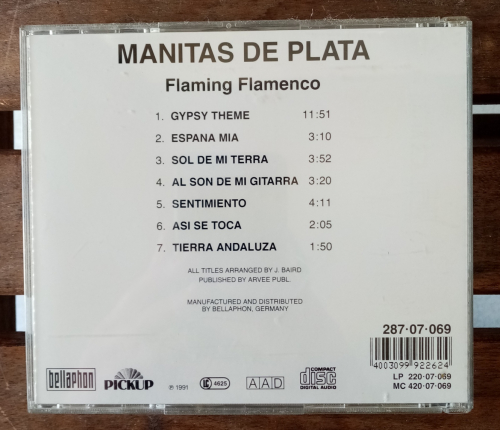 MANITAS DE PLATA
Flaming Flamenco
1. GYPSY THEME 11:51
2. ESPANA MIA 3:10
3. SOL DE MI TERRA 3:52
4. AL SON DE MI GITARRA 3:20
5. SENTIMIENTO 4:11
6. ASI SE TOCA 2:05
7. TIERRA ANDALUZA 1:50
ALL TITLES ARRANGED BY J. BAIRD
PUBLISHED BY ARVEE PUBL.
MANUFACTURED AND DISTRIBUTED
BY BELLAPHON, GERMANY
287·07·069
4003099 922624
LP 220·07·069
MC 420·07·069
bellaphon PICKUP ℗ 1991 LC 4625 AAD COMPACT disc DIGITAL AUDIO